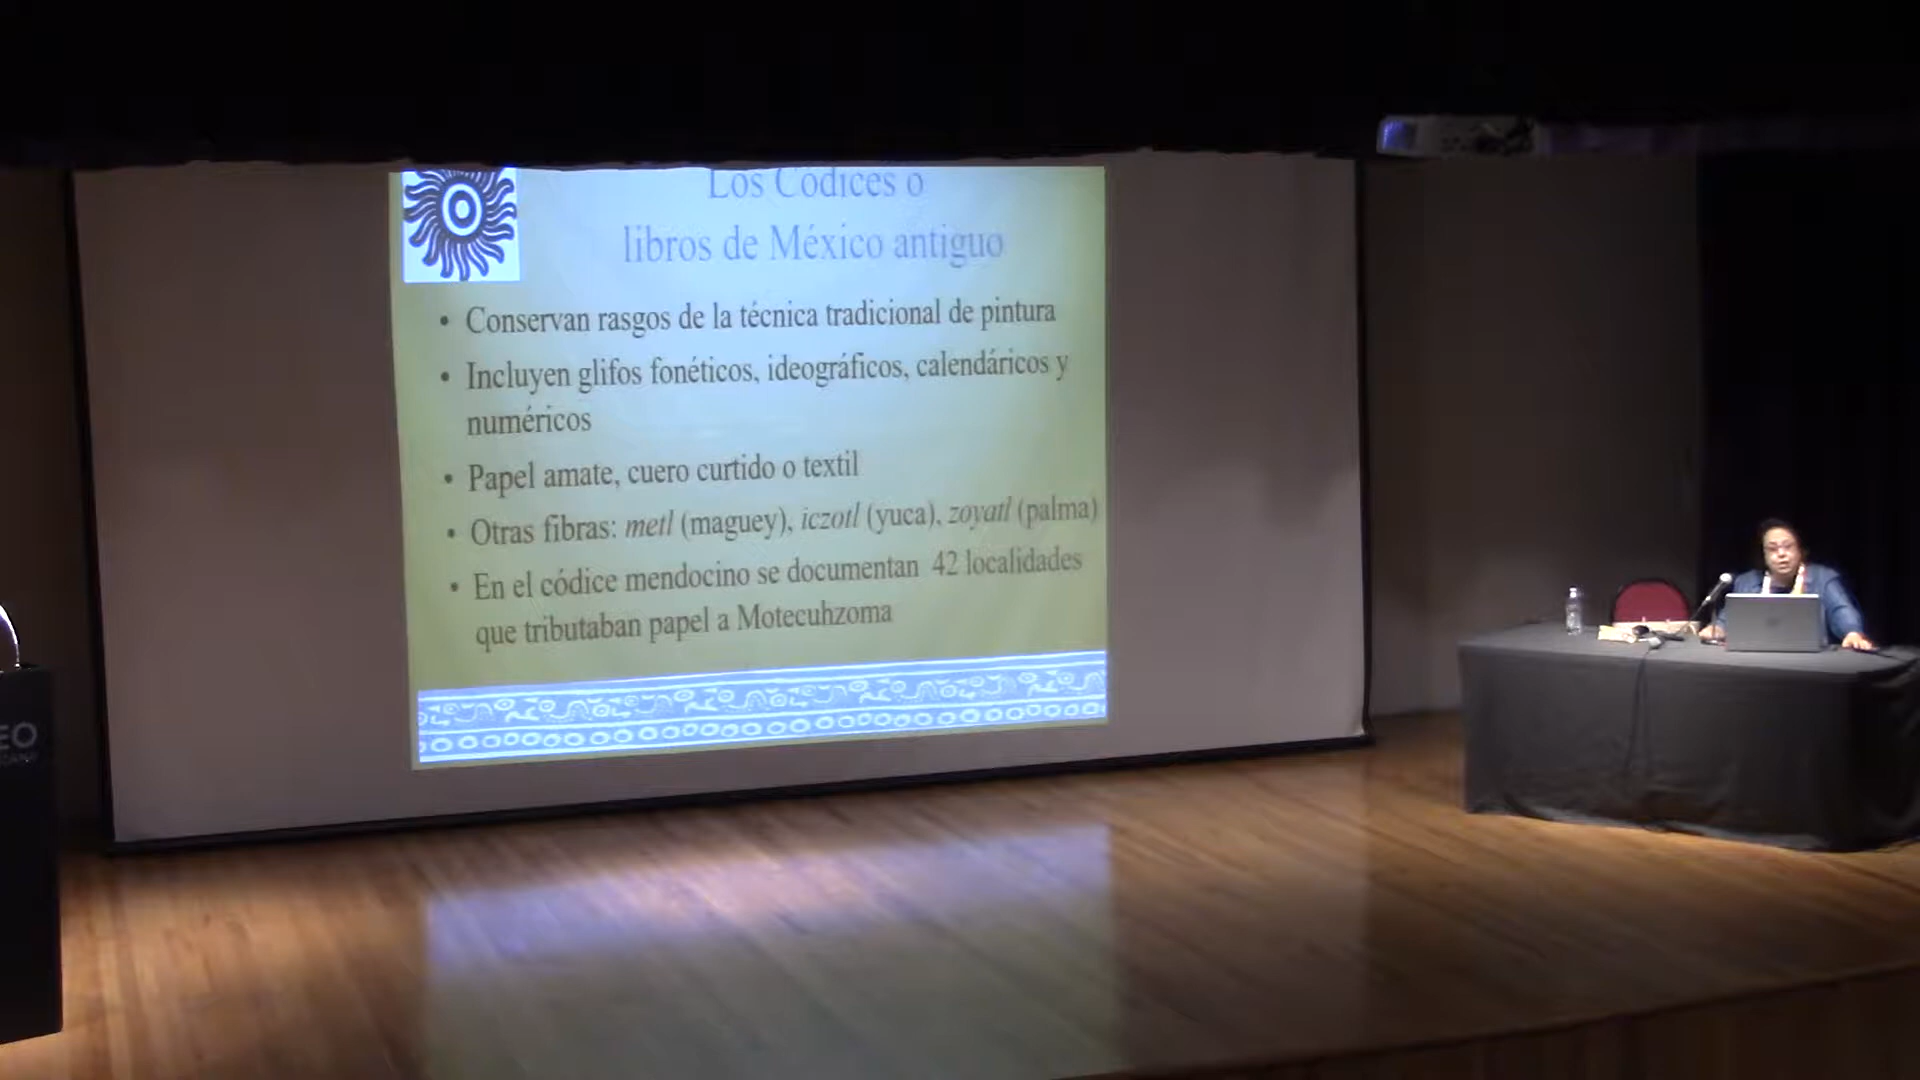 Los Códices o
libros de México antiguo
• Conservan rasgos de la técnica tradicional de pintura
• Incluyen glifos fonéticos, ideográficos, calendáricos y
numéricos
• Papel amate, cuero curtido o textil
• Otras fibras: metl (maguey), iczotl (yuca), zoyatl (palma)
• En el códice mendocino se documentan 42 localidades
que tributaban papel a Motecuhzoma
EO